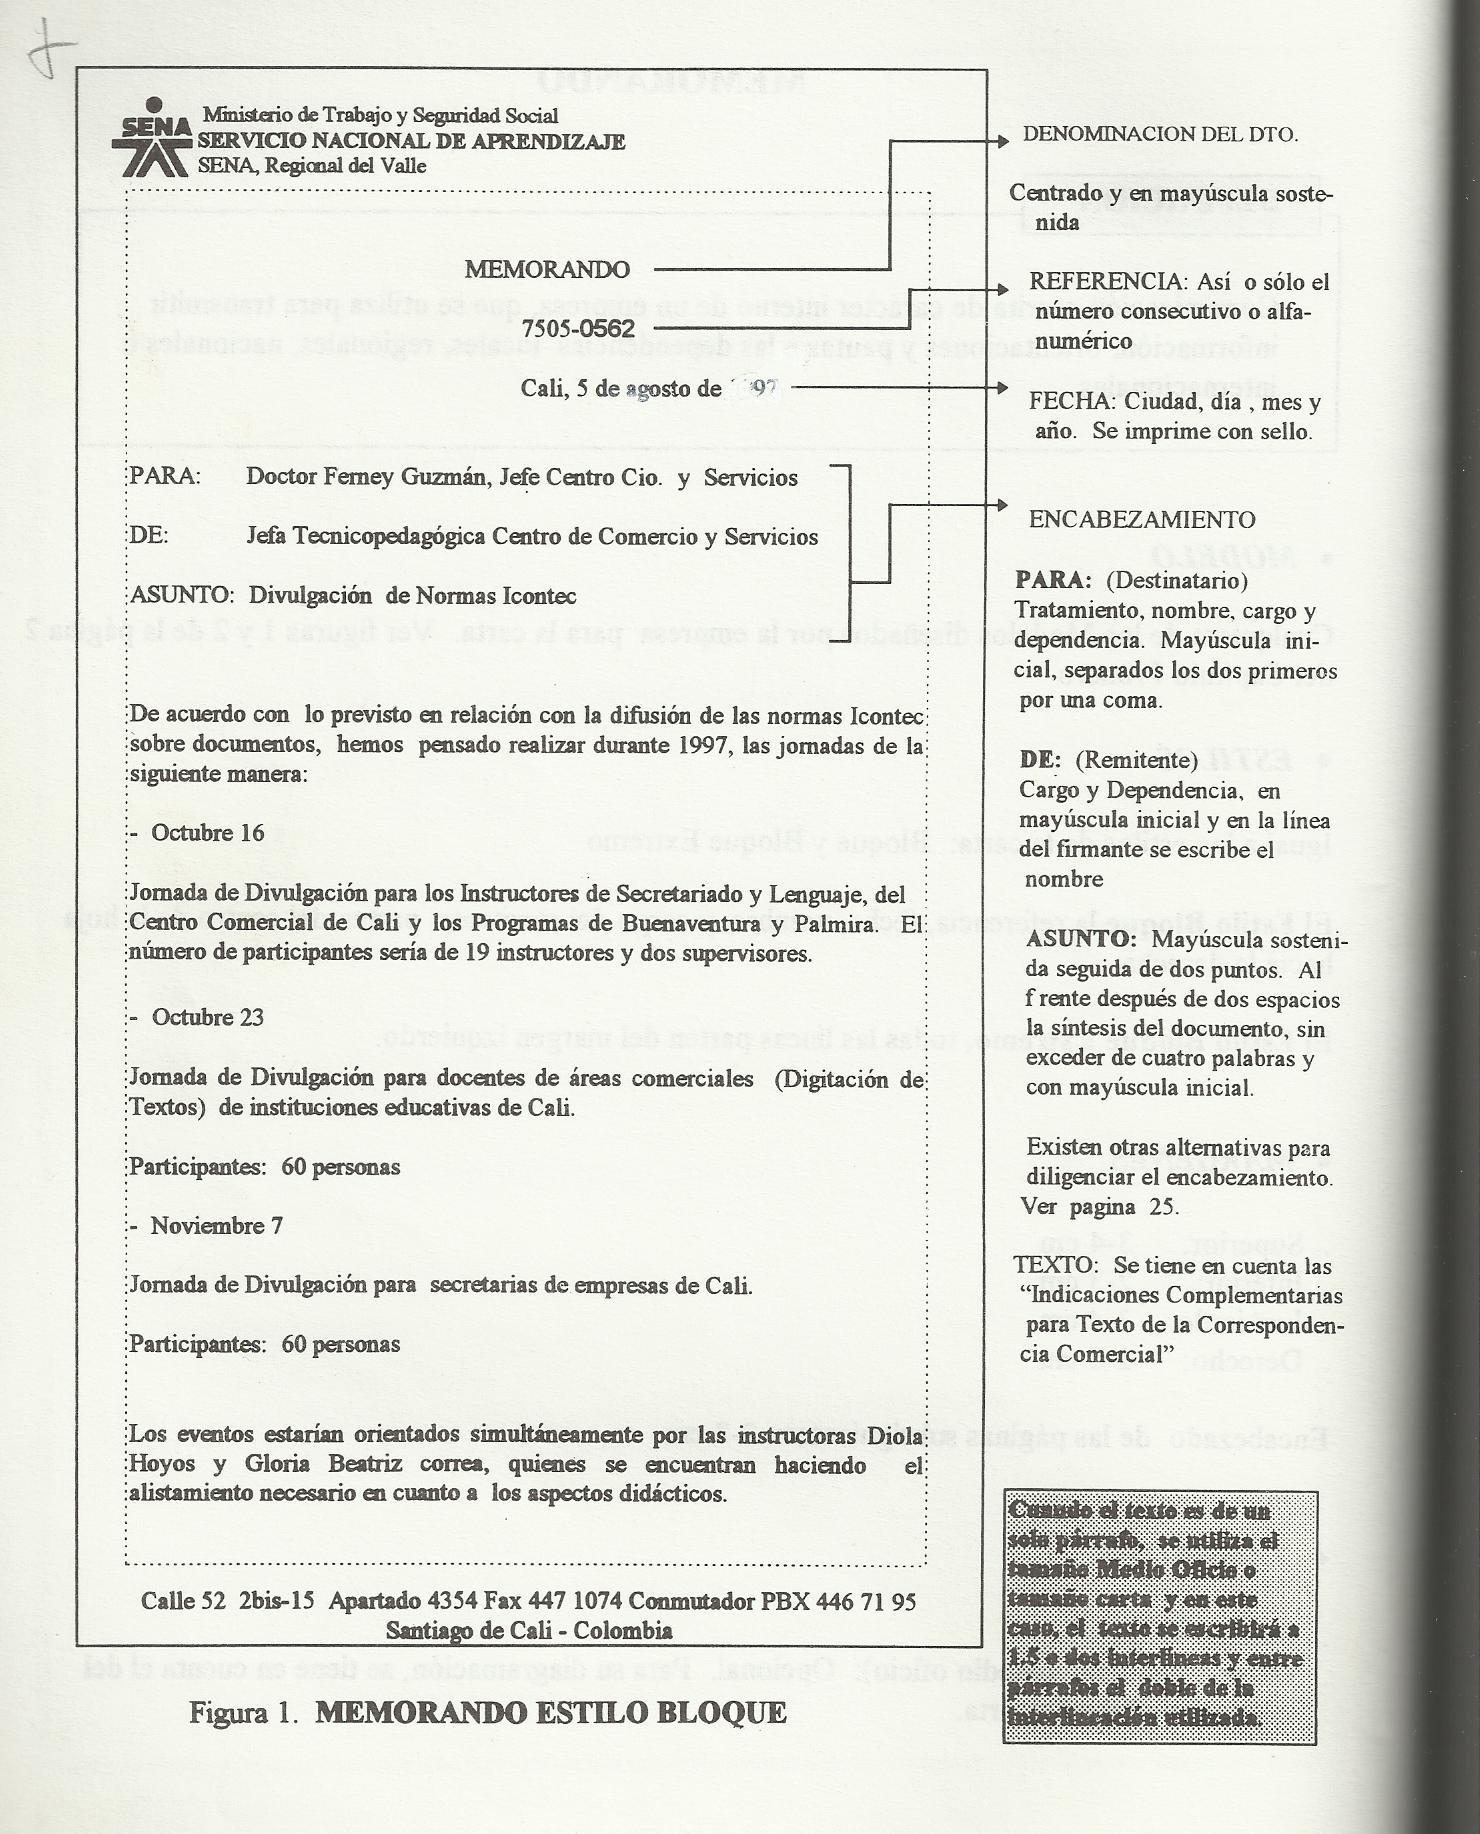 Ministerio de Trabajo y Seguridad Social
SENA
SERVICIO NACIONAL DE APRENDIZAJE
SENA, Regional del Valle
MEMORANDO
7505-0562
Cali, 5 de agosto de 97
PARA: Doctor Ferney Guzmán, Jefe Centro Cio. y Servicios
DE: Jefa Tecnicopedagógica Centro de Comercio y Servicios
ASUNTO: Divulgación de Normas Icontec
De acuerdo con lo previsto en relación con la difusión de las normas Icontec
sobre documentos, hemos pensado realizar durante 1997, las jornadas de la
siguiente manera:
- Octubre 16
Jornada de Divulgación para los Instructores de Secretariado y Lenguaje, del
Centro Comercial de Cali y los Programas de Buenaventura y Palmira. El
número de participantes sería de 19 instructores y dos supervisores.
- Octubre 23
Jornada de Divulgación para docentes de áreas comerciales (Digitación de
Textos) de instituciones educativas de Cali.
Participantes: 60 personas
- Noviembre 7
Jornada de Divulgación para secretarias de empresas de Cali.
Participantes: 60 personas
Los eventos estarían orientados simultáneamente por las instructoras Diola
Hoyos y Gloria Beatriz correa, quienes se encuentran haciendo el
alistamiento necesario en cuanto a los aspectos didácticos.
Calle 52 2bis-15 Apartado 4354 Fax 447 1074 Conmutador PBX 446 71 95
Santiago de Cali - Colombia
Figura 1. MEMORANDO ESTILO BLOQUE
DENOMINACION DEL DTO.
Centrado y en mayúscula soste-
nida
REFERENCIA: Así o sólo el
número consecutivo o alfa-
numérico
FECHA: Ciudad, día , mes y
año. Se imprime con sello.
ENCABEZAMIENTO
PARA: (Destinatario)
Tratamiento, nombre, cargo y
dependencia. Mayúscula ini-
cial, separados los dos primeros
por una coma.
DE: (Remitente)
Cargo y Dependencia, en
mayúscula inicial y en la línea
del firmante se escribe el
nombre
ASUNTO: Mayúscula sosteni-
da seguida de dos puntos. Al
frente después de dos espacios
la síntesis del documento, sin
exceder de cuatro palabras y
con mayúscula inicial.
Existen otras alternativas para
diligenciar el encabezamiento.
Ver pagina 25.
TEXTO: Se tiene en cuenta las
“Indicaciones Complementarias
para Texto de la Corresponden-
cia Comercial”
Cuando el texto es de un
solo párrafo, se utiliza el
tamaño Medio Oficio o
tamaño carta y en este
caso, el texto se escribirá a
1.5 o dos interlíneas y entre
párrafos el doble de la
interlineación utilizada.